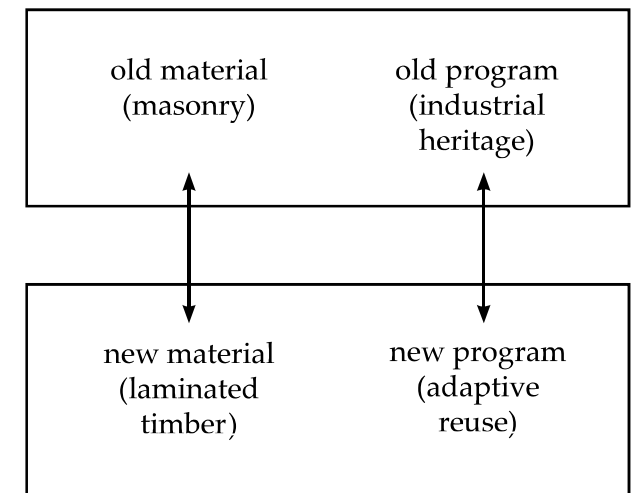 old material
(masonry)
old program
(industrial
heritage)
new material
(laminated
timber)
new program
(adaptive
reuse)